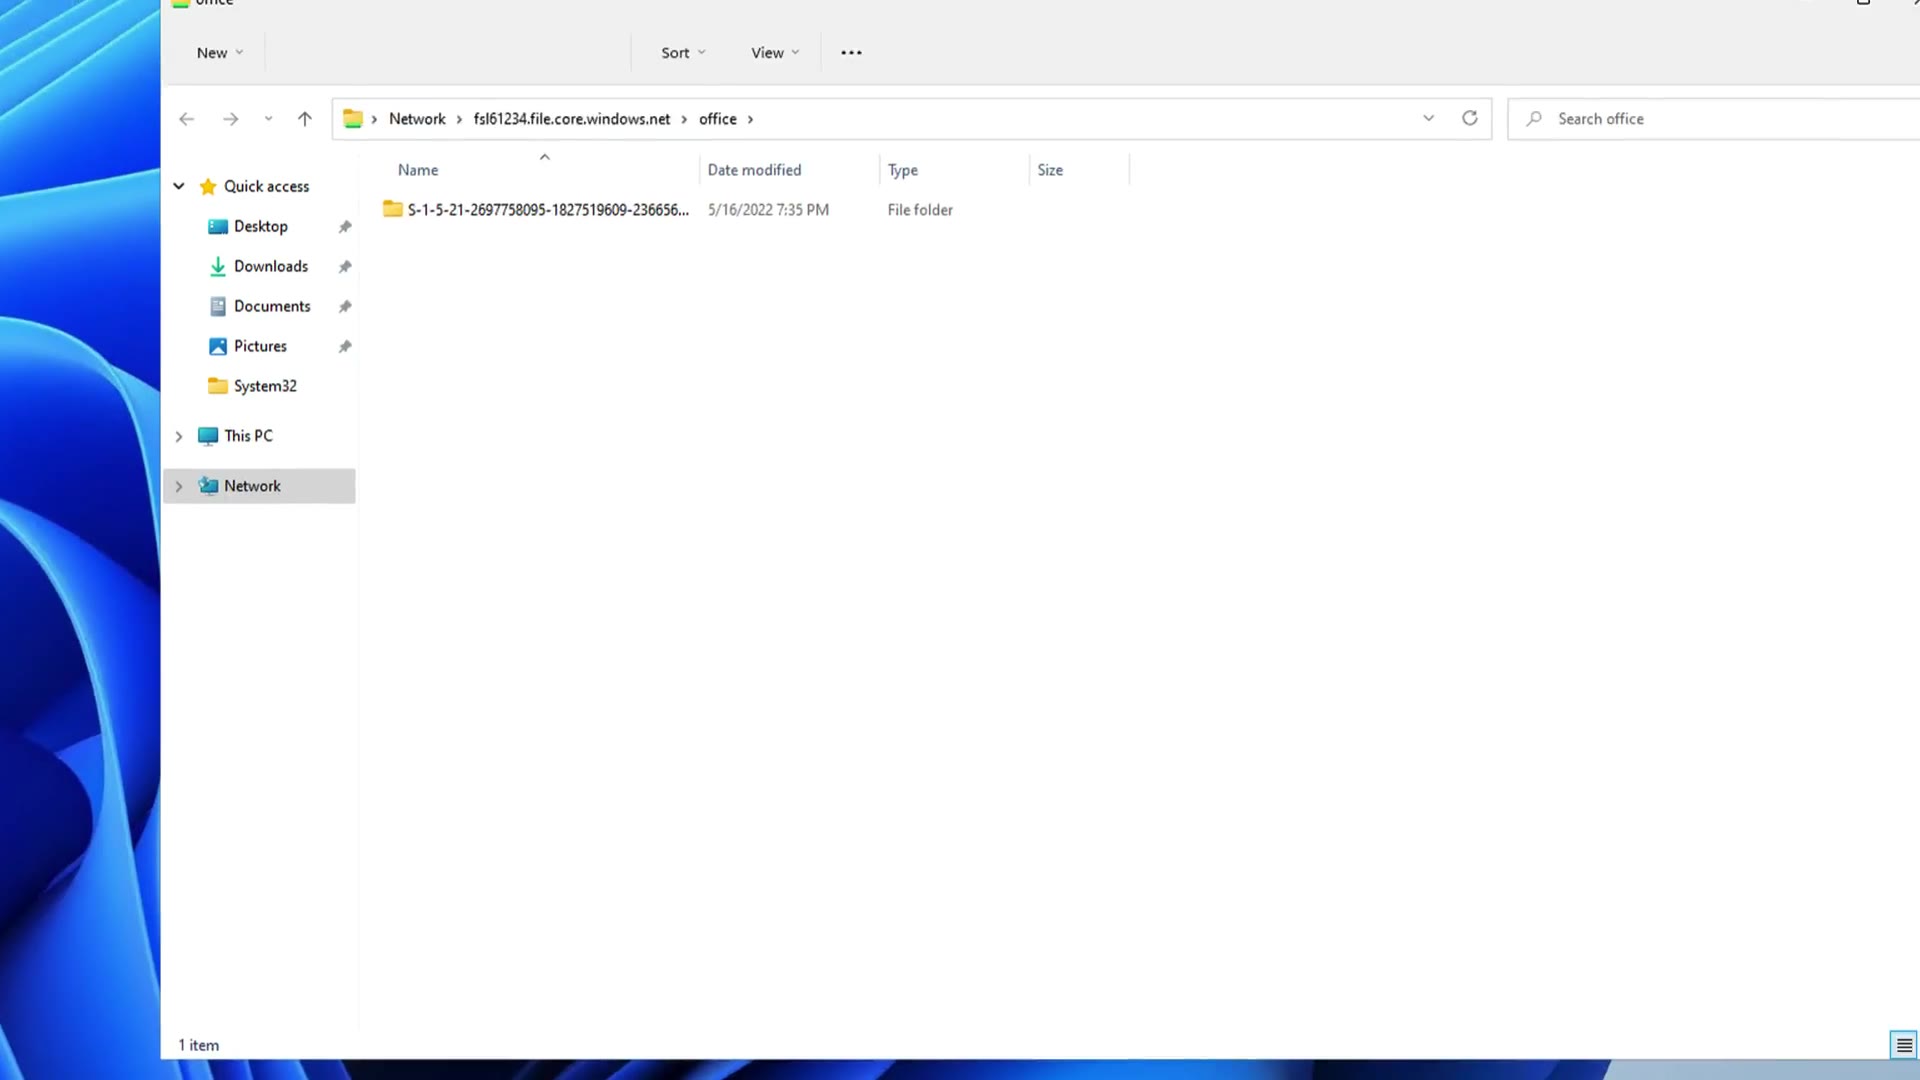 office
New
Sort
View
Network > fsl61234.file.core.windows.net > office >
Search office
Name
Date modified
Type
Size
Quick access
S-1-5-21-2697758095-1827519609-236656...
5/16/2022 7:35 PM
File folder
Desktop
Downloads
Documents
Pictures
System32
This PC
Network
1 item